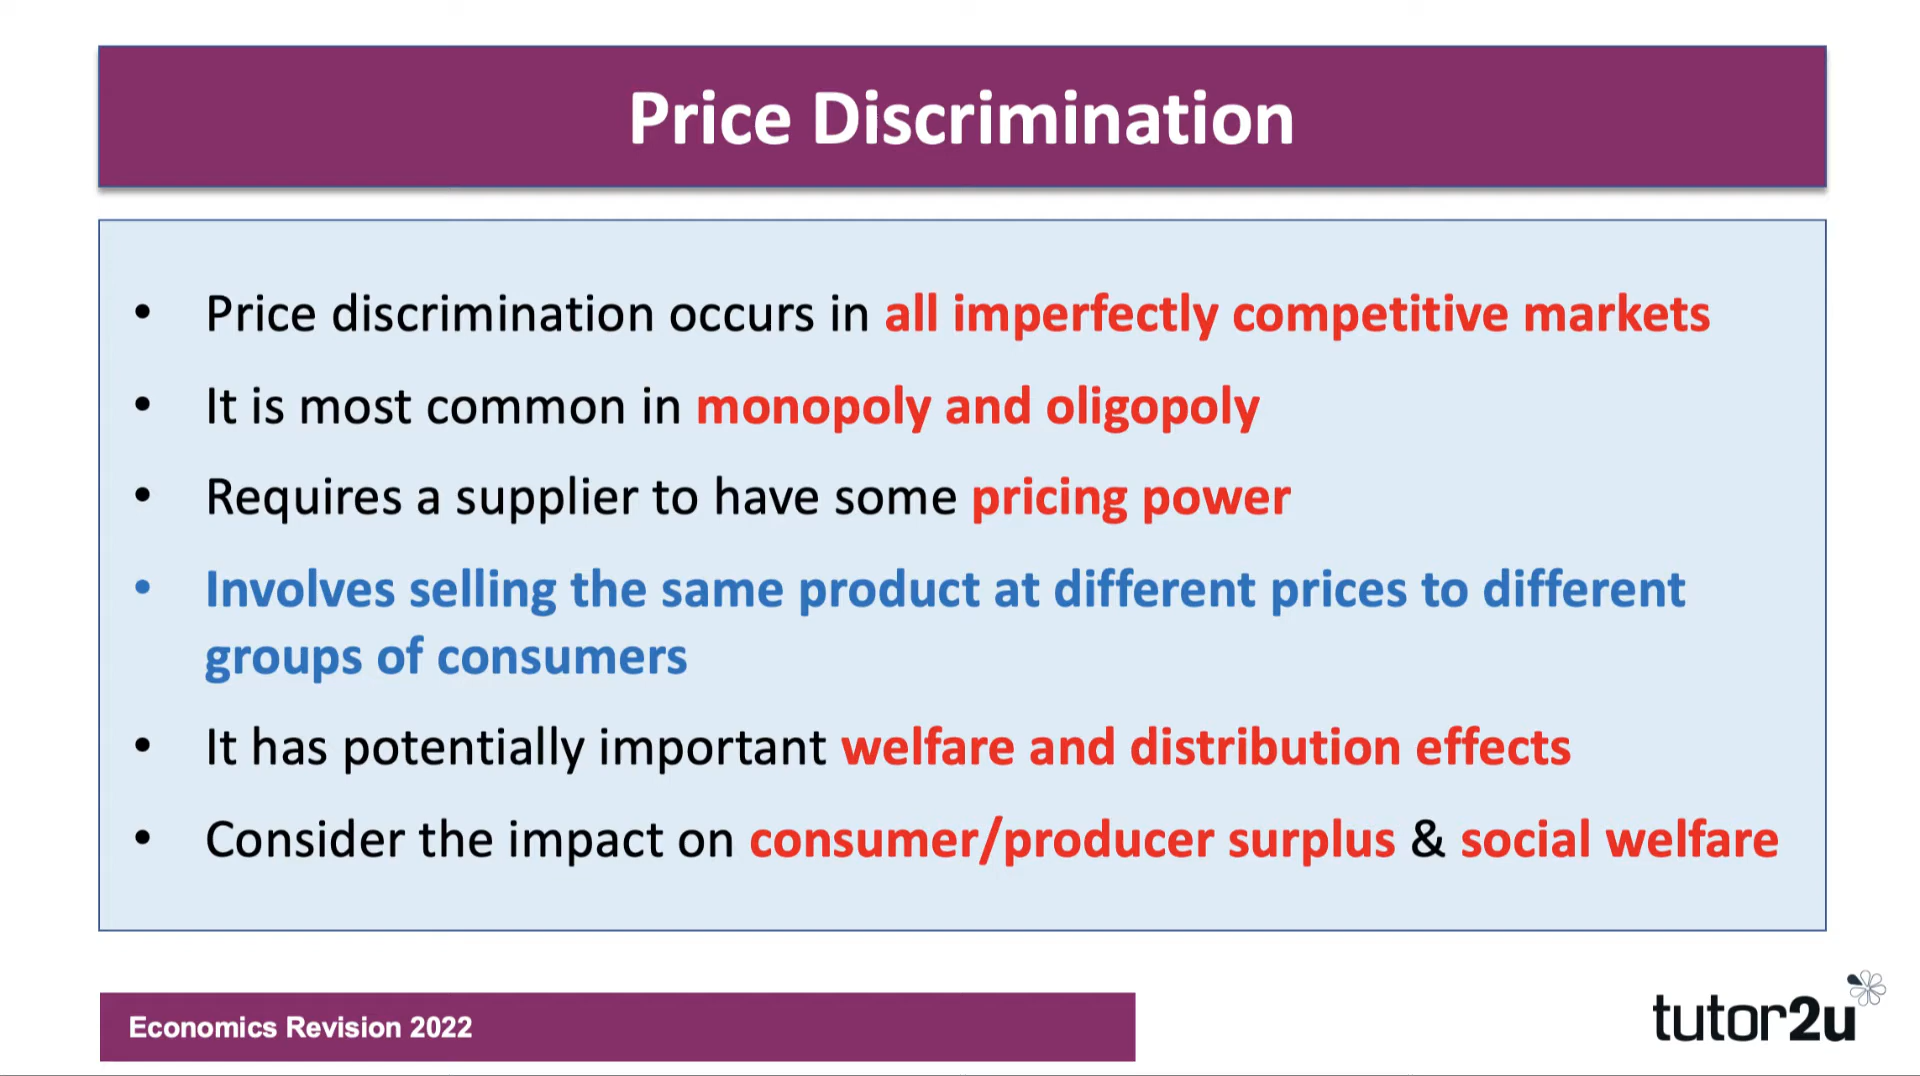 Price Discrimination
• Price discrimination occurs in all imperfectly competitive markets
• It is most common in monopoly and oligopoly
• Requires a supplier to have some pricing power
• Involves selling the same product at different prices to different
groups of consumers
• It has potentially important welfare and distribution effects
• Consider the impact on consumer/producer surplus & social welfare
Economics Revision 2022
tutor2u